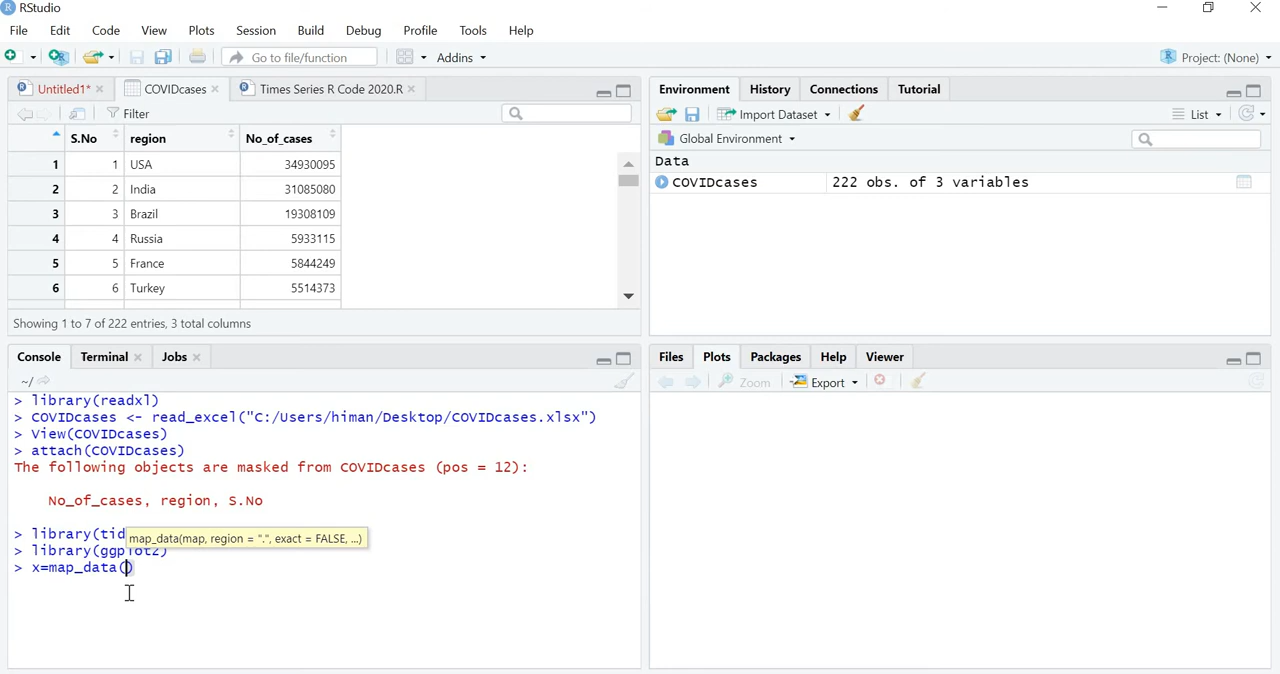 RStudio
File Edit Code View Plots Session Build Debug Profile Tools Help
Go to file/function Addins Project: (None)
Untitled1* COVIDcases Times Series R Code 2020.R
Filter
S.No region No_of_cases
1 1 USA 34930095
2 2 India 31085080
3 3 Brazil 19308109
4 4 Russia 5933115
5 5 France 5844249
6 6 Turkey 5514373
Showing 1 to 7 of 222 entries, 3 total columns
Environment History Connections Tutorial
Import Dataset List
Global Environment
Data
COVIDcases 222 obs. of 3 variables
Console Terminal Jobs
~/
> library(readxl)
> COVIDcases <- read_excel("C:/Users/himan/Desktop/COVIDcases.xlsx")
> View(COVIDcases)
> attach(COVIDcases)
The following objects are masked from COVIDcases (pos = 12):
No_of_cases, region, S.No
> library(tid
map_data(map, region = ".", exact = FALSE, ...)
> library(ggplot2)
> x=map_data()
Files Plots Packages Help Viewer
Zoom Export